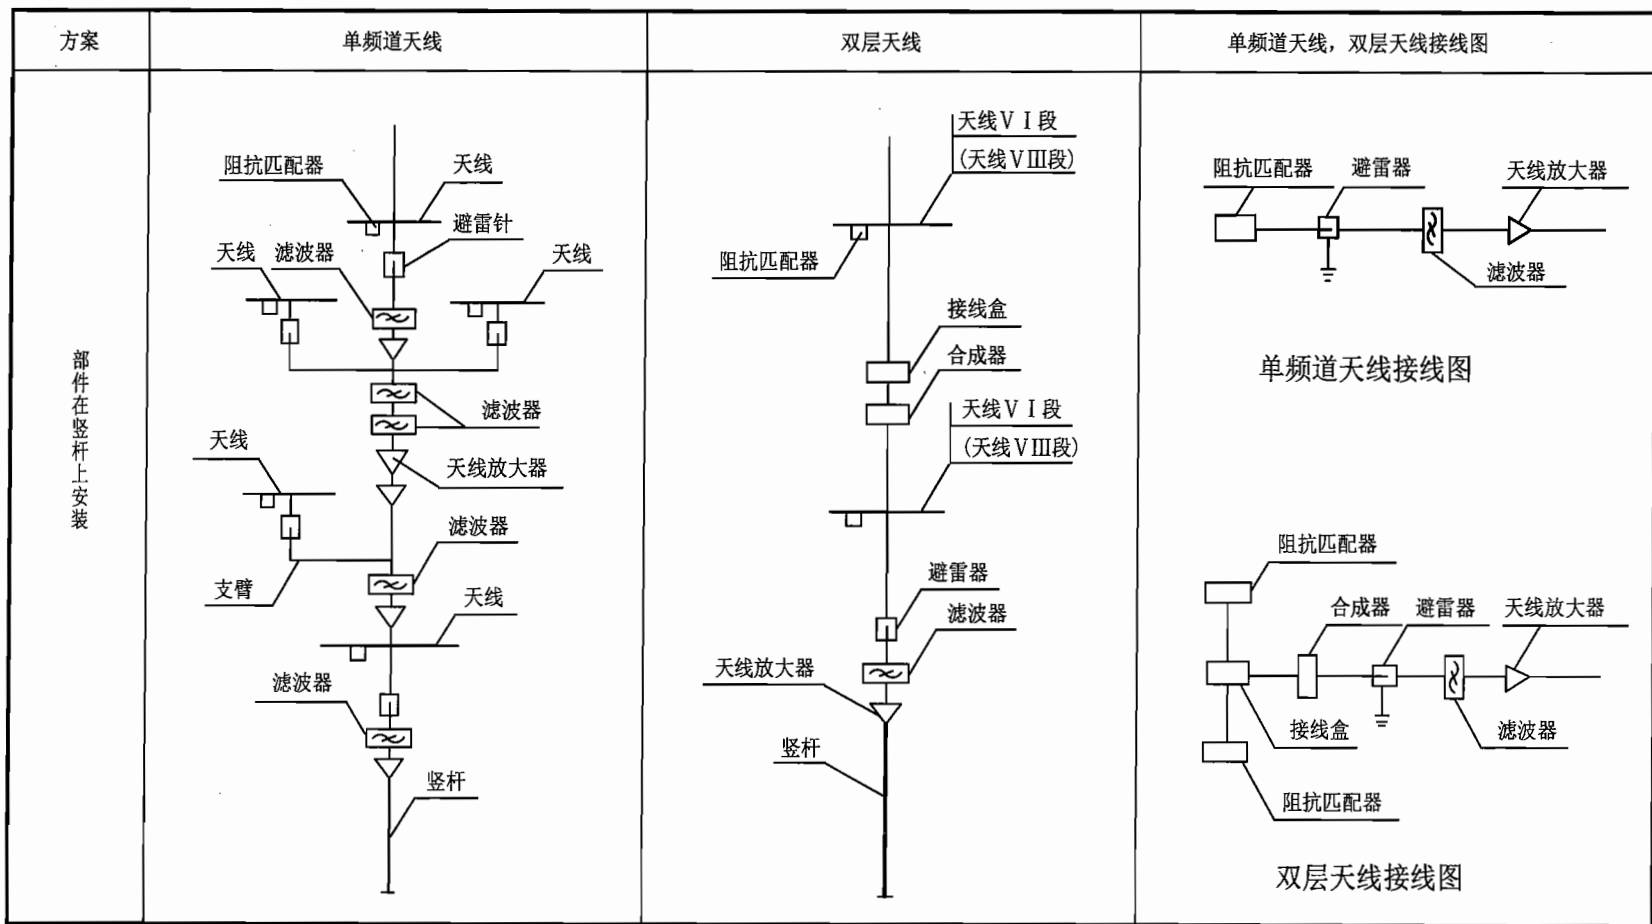 方案
单频道天线
双层天线
单频道天线，双层天线接线图
部件在竖杆上安装
阻抗匹配器
天线
避雷针
天线
滤波器
天线
滤波器
天线
天线放大器
滤波器
支臂
天线
滤波器
竖杆
天线V I 段
(天线V III段)
阻抗匹配器
接线盒
合成器
天线V I 段
(天线V III段)
避雷器
滤波器
天线放大器
竖杆
阻抗匹配器
避雷器
天线放大器
滤波器
单频道天线接线图
阻抗匹配器
合成器
避雷器
天线放大器
接线盒
滤波器
阻抗匹配器
双层天线接线图